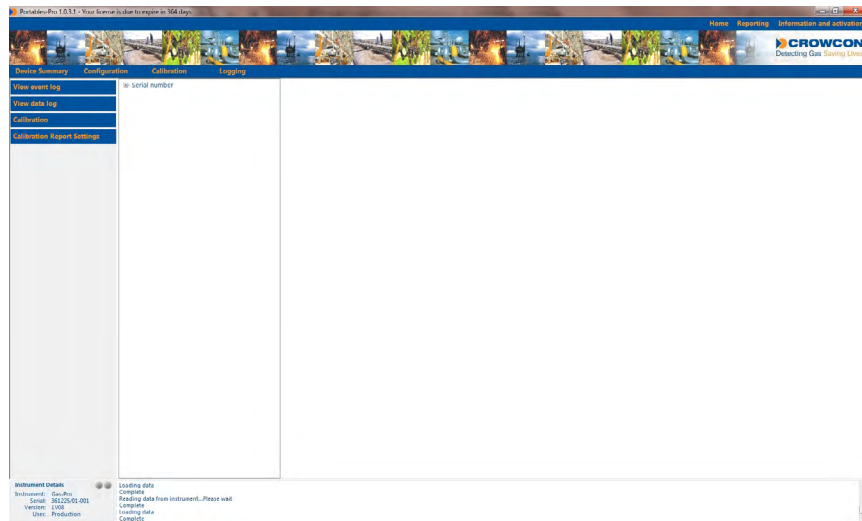 Portables-Pro 1.0.3.1 - Your license is due to expire in 364 days
Home Reporting Information and activation
CROWCON
Detecting Gas Saving Lives
Device Summary Configuration Calibration Logging
View event log
View data log
Calibration
Calibration Report Settings
Serial number
Instrument Details
Instrument: Gas-Pro
Serial: 361225/01-001
Version: LV08
User: Production
Loading data
Complete
Reading data from instrument...Please wait
Complete
Loading data
Complete